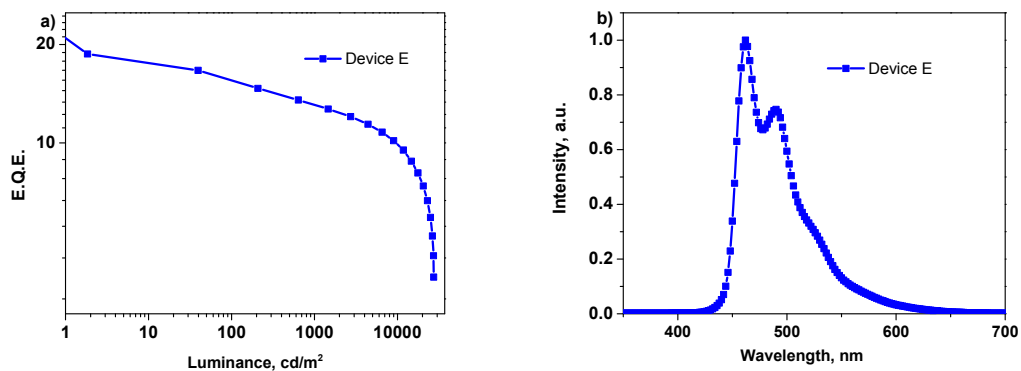 a)
20
10
E.Q.E.
Device E
1 10 100 1000 10000
Luminance, cd/m²
b)
1.0
0.8
0.6
0.4
0.2
0.0
Intensity, a.u.
Device E
400 500 600 700
Wavelength, nm